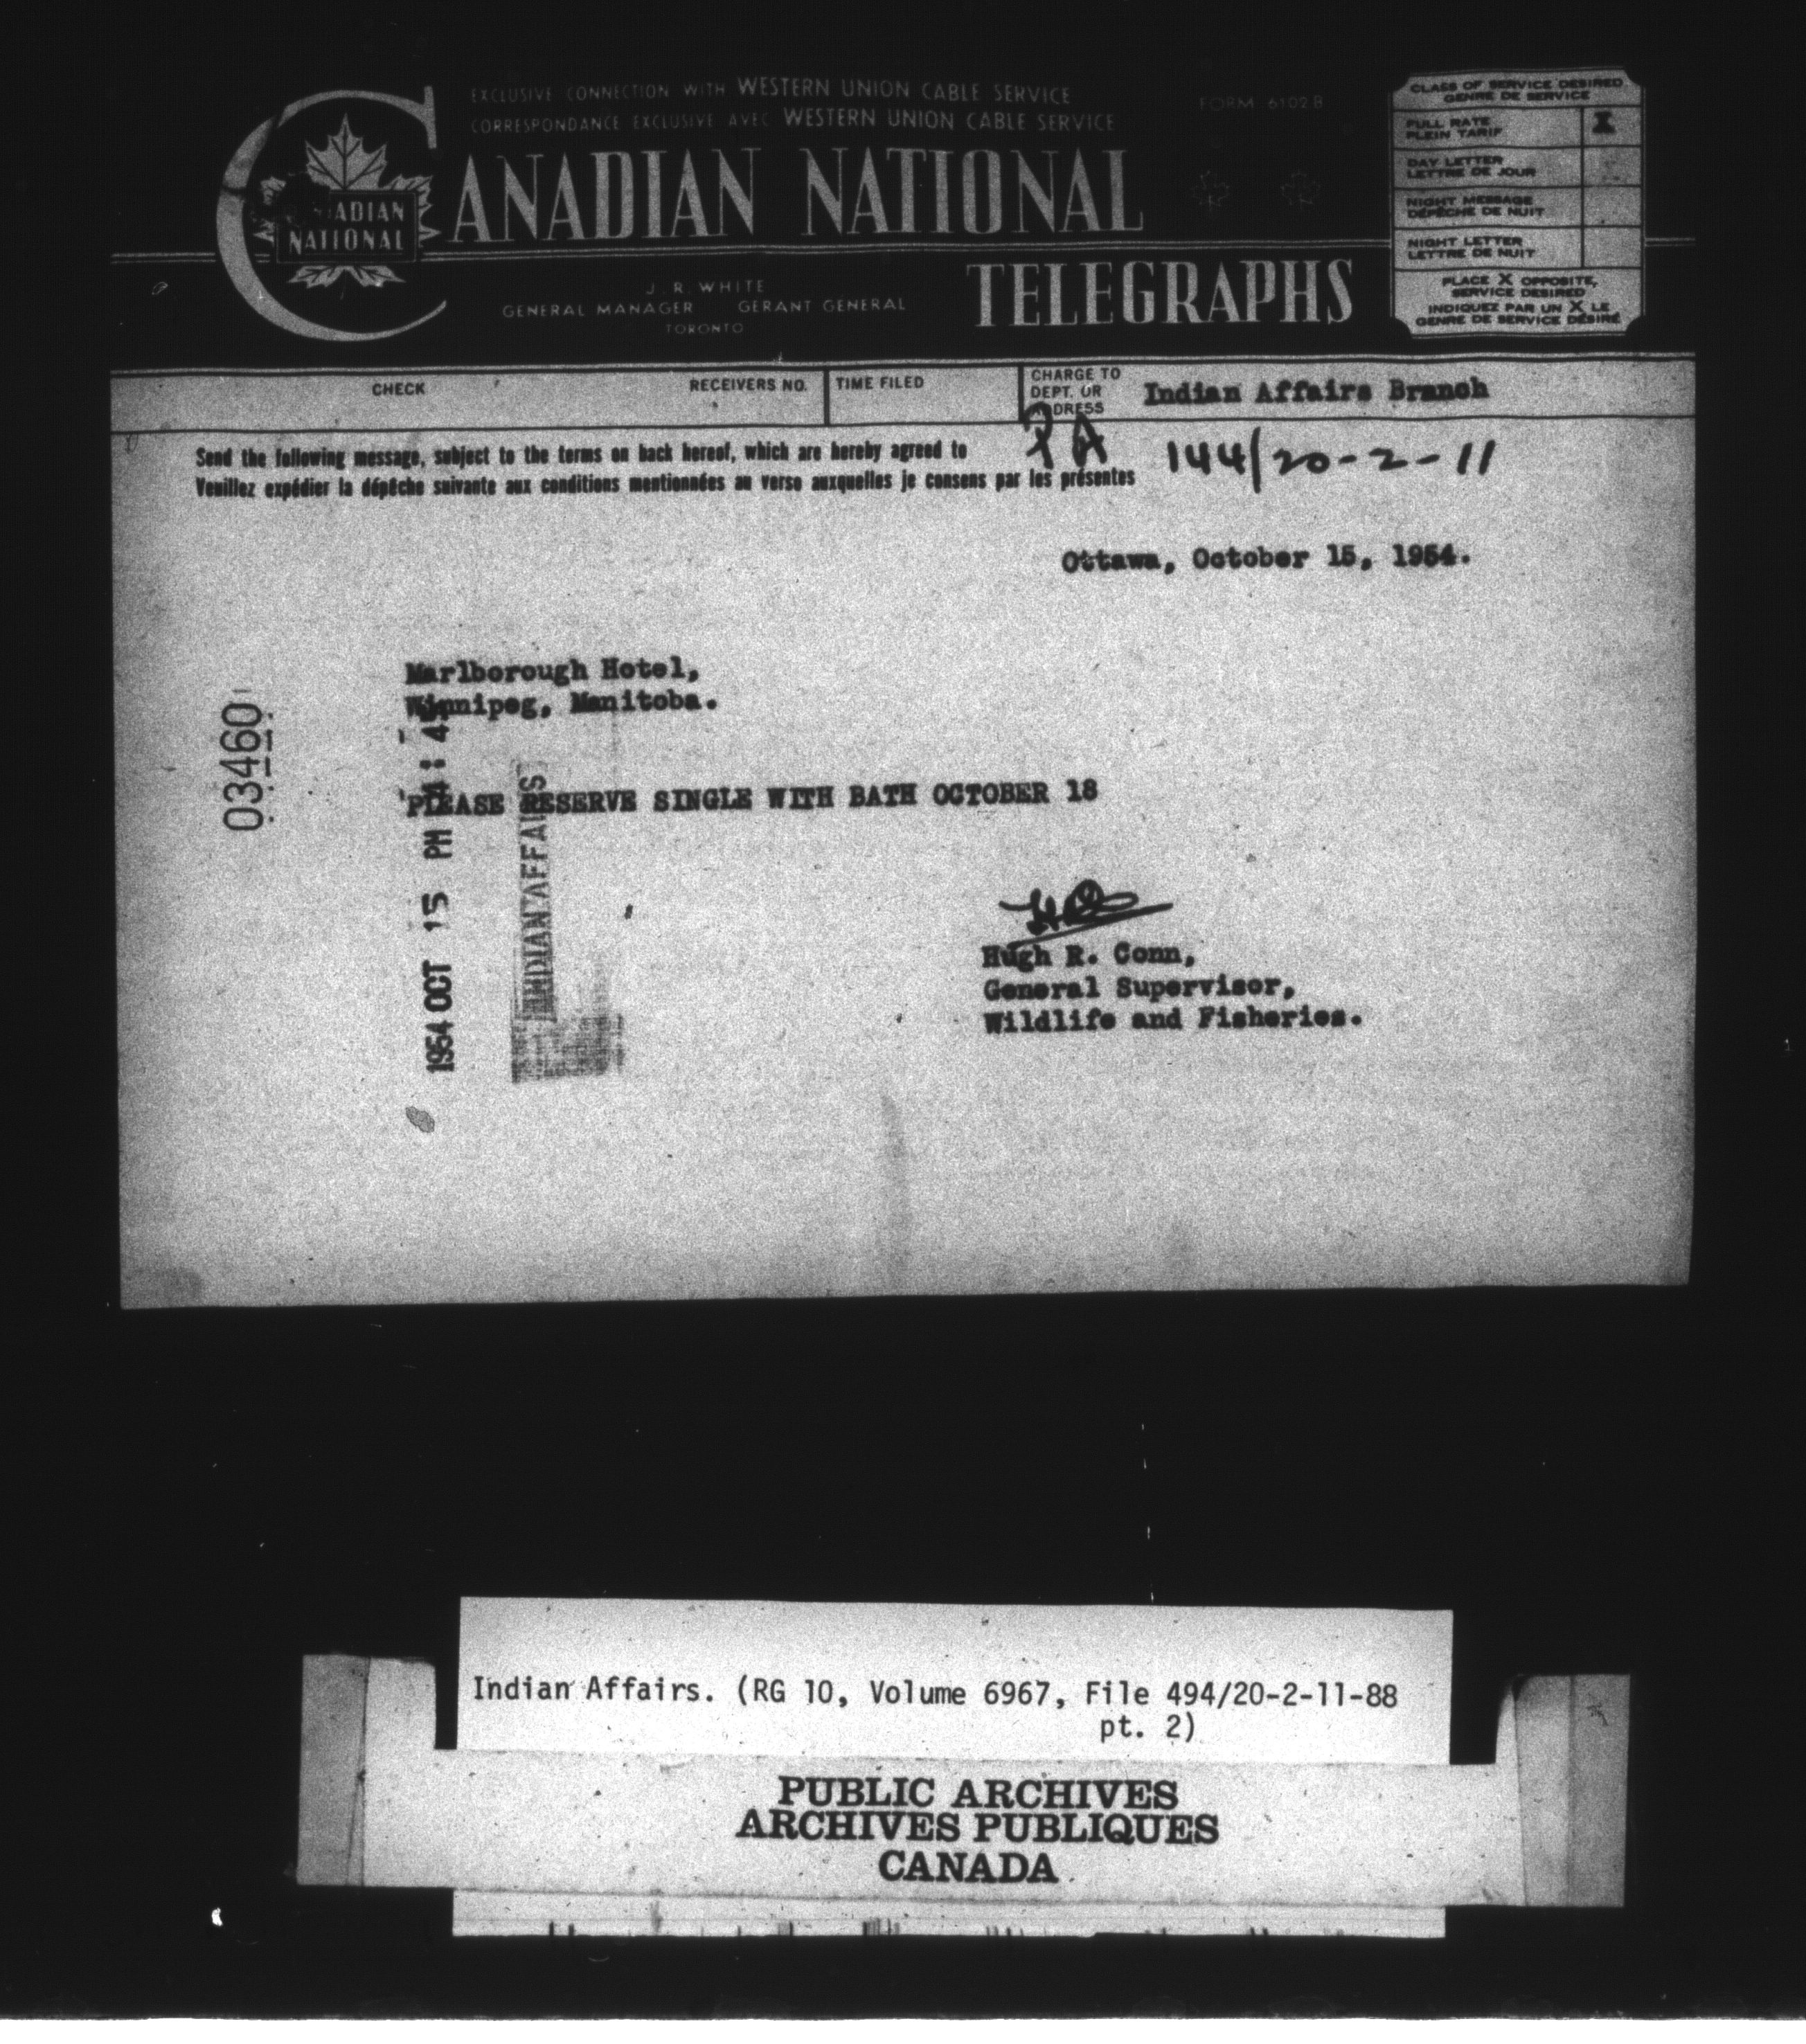 EXCLUSIVE CONNECTION WITH WESTERN UNION CABLE SERVICE
CORRESPONDANCE EXCLUSIVE AVEC WESTERN UNION CABLE SERVICE
FORM 6102 B
CANADIAN NATIONAL
TELEGRAPHS
NATIONAL
J. R. WHITE
GENERAL MANAGER GERANT GENERAL
TORONTO
CLASS OF SERVICE DESIRED
GENRE DE SERVICE
FULL RATE
PLEIN TARIF
X
DAY LETTER
LETTRE DE JOUR
NIGHT MESSAGE
DÉPÊCHE DE NUIT
NIGHT LETTER
LETTRE DE NUIT
PLACE X OPPOSITE,
SERVICE DESIRED
INDIQUEZ PAR UN X LE
GENRE DE SERVICE DÉSIRÉ
CHECK
RECEIVERS NO.
TIME FILED
CHARGE TO
DEPT. OR
ADDRESS
Indian Affairs Branch
PA 144/20-2-11
Send the following message, subject to the terms on back hereof, which are hereby agreed to
Veuillez expédier la dépêche suivante aux conditions mentionnées au verso auxquelles je consens par les présentes
Ottawa, October 15, 1954.
Marlborough Hotel,
Winnipeg, Manitoba.
03460
PLEASE RESERVE SINGLE WITH BATH OCTOBER 18
1954 OCT 15 PM 4: 4
INDIAN AFFAIRS
Hugh R. Conn,
General Supervisor,
Wildlife and Fisheries.
Indian Affairs. (RG 10, Volume 6967, File 494/20-2-11-88
pt. 2)
PUBLIC ARCHIVES
ARCHIVES PUBLIQUES
CANADA